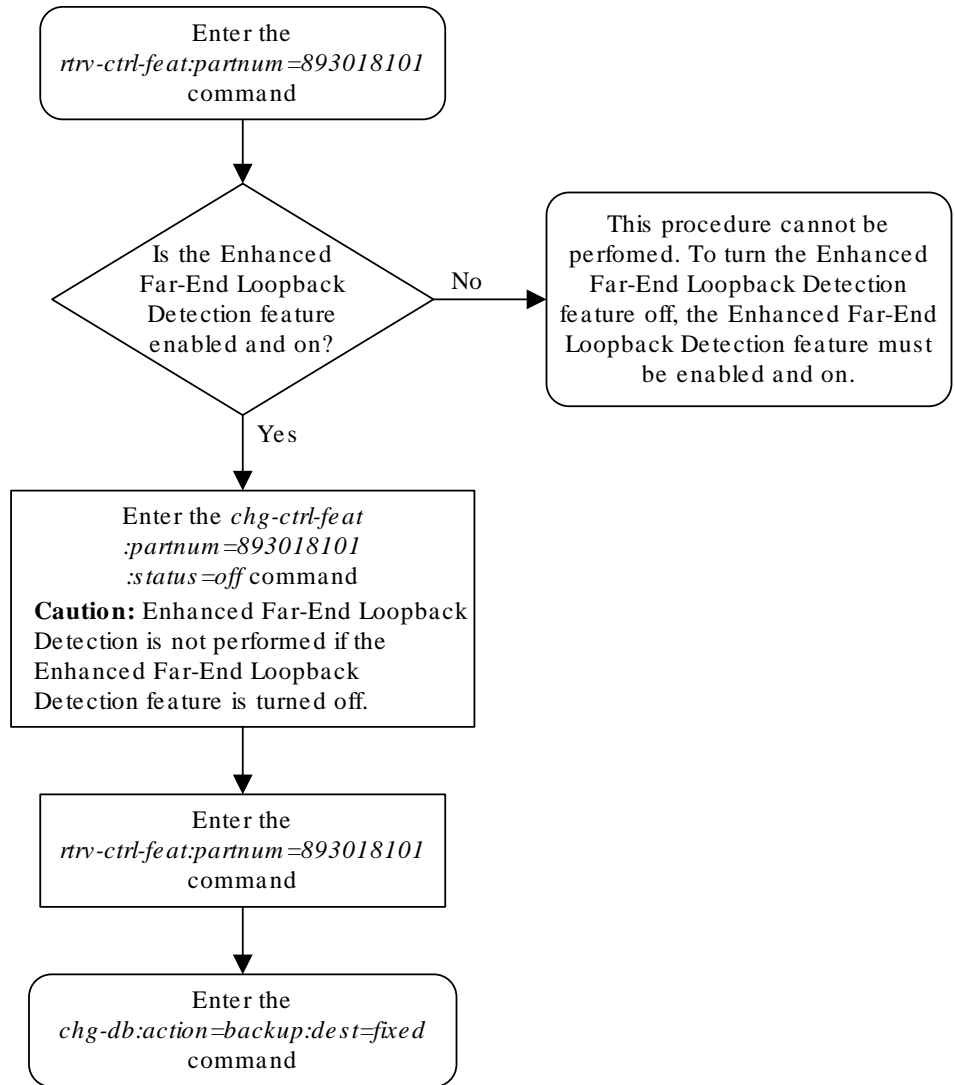 Enter the
rtrv-ctrl-feat:partnum=893018101
command
Is the Enhanced
Far-End Loopback
Detection feature
enabled and on?
No
This procedure cannot be
perfomed. To turn the Enhanced
Far-End Loopback Detection
feature off, the Enhanced Far-End
Loopback Detection feature must
be enabled and on.
Yes
Enter the chg-ctrl-feat
:partnum=893018101
:status=off command
Caution: Enhanced Far-End Loopback
Detection is not performed if the
Enhanced Far-End Loopback
Detection feature is turned off.
Enter the
rtrv-ctrl-feat:partnum=893018101
command
Enter the
chg-db:action=backup:dest=fixed
command